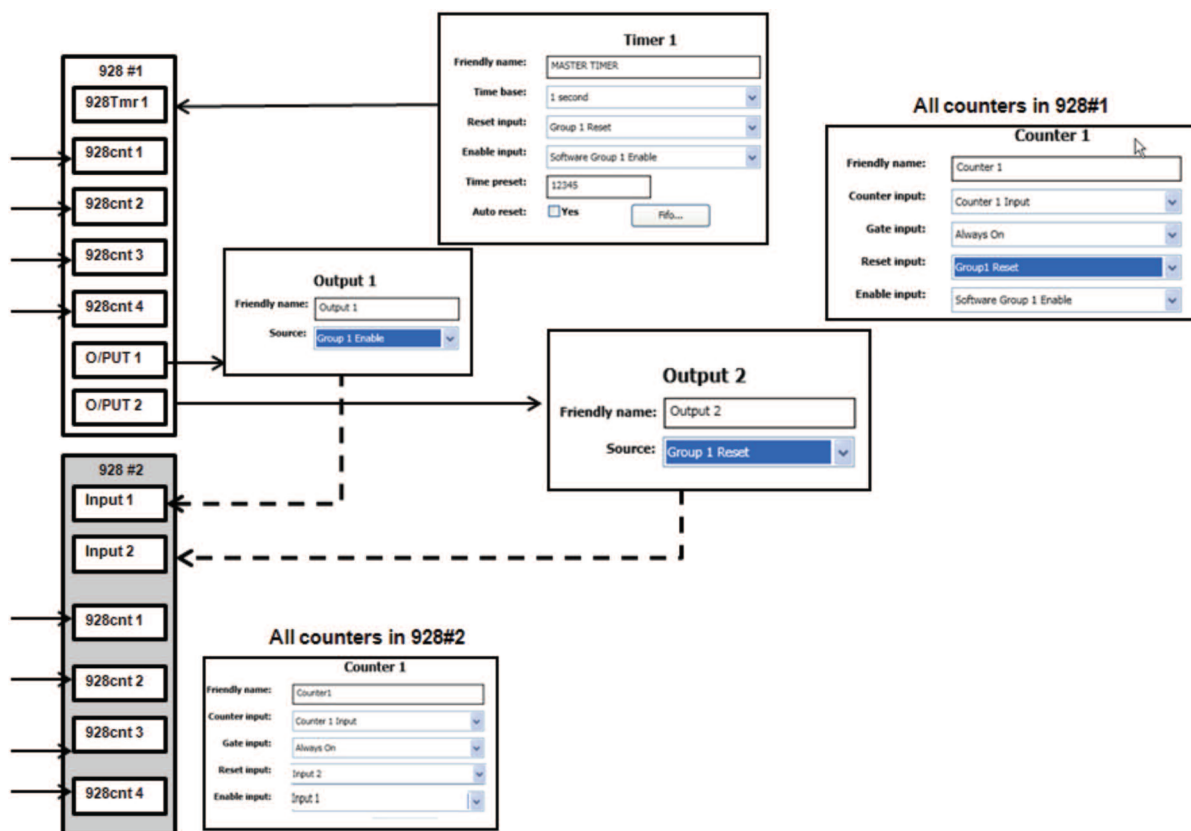 928 #1
928Tmr 1
928cnt 1
928cnt 2
928cnt 3
928cnt 4
O/PUT 1
O/PUT 2
Timer 1
Friendly name: MASTER TIMER
Time base: 1 second
Reset input: Group 1 Reset
Enable input: Software Group 1 Enable
Time preset: 12345
Auto reset: Yes Fifo...
All counters in 928#1
Counter 1
Friendly name: Counter 1
Counter input: Counter 1 Input
Gate input: Always On
Reset input: Group1 Reset
Enable input: Software Group 1 Enable
Output 1
Friendly name: Output 1
Source: Group 1 Enable
Output 2
Friendly name: Output 2
Source: Group 1 Reset
928 #2
Input 1
Input 2
928cnt 1
928cnt 2
928cnt 3
928cnt 4
All counters in 928#2
Counter 1
Friendly name: Counter1
Counter input: Counter 1 Input
Gate input: Always On
Reset input: Input 2
Enable input: Input 1